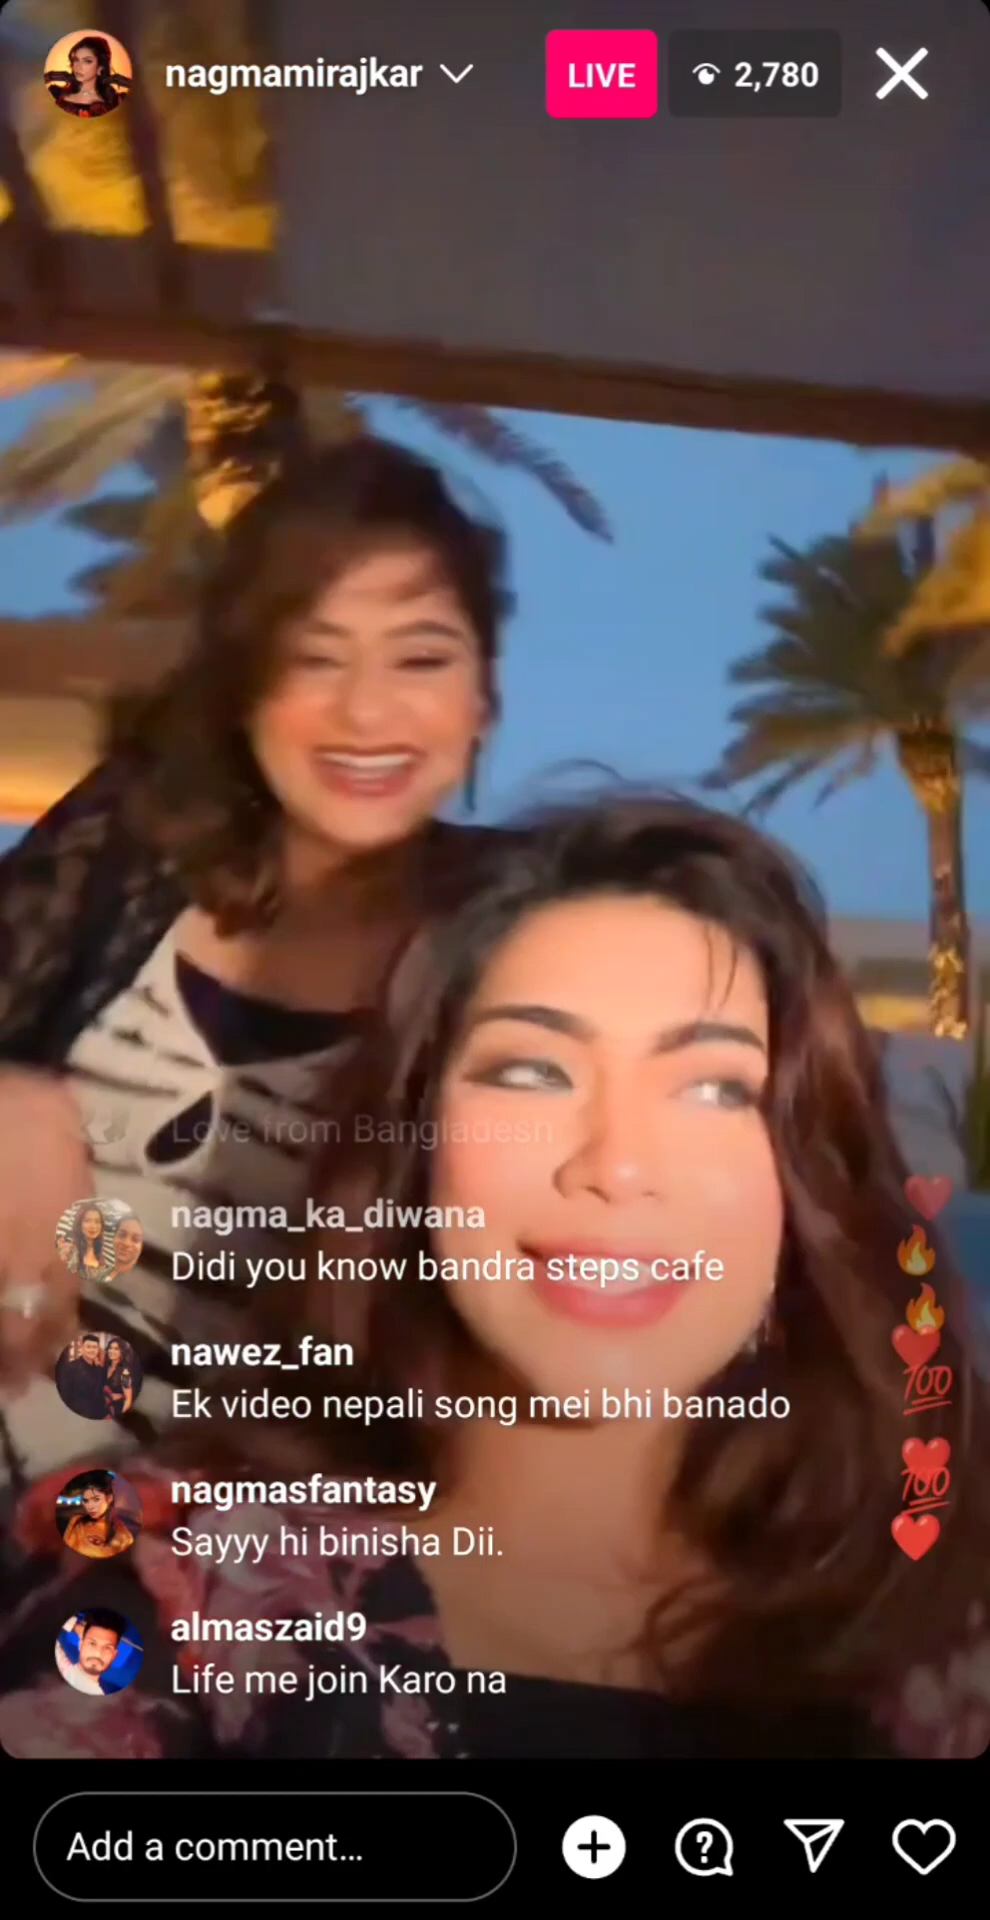 nagmamirajkar
LIVE
2,780
Love from Bangladesh
nagma_ka_diwana
Didi you know bandra steps cafe
nawez_fan
Ek video nepali song mei bhi banado
nagmasfantasy
Sayyy hi binisha Dii.
almaszaid9
Life me join Karo na
Add a comment...